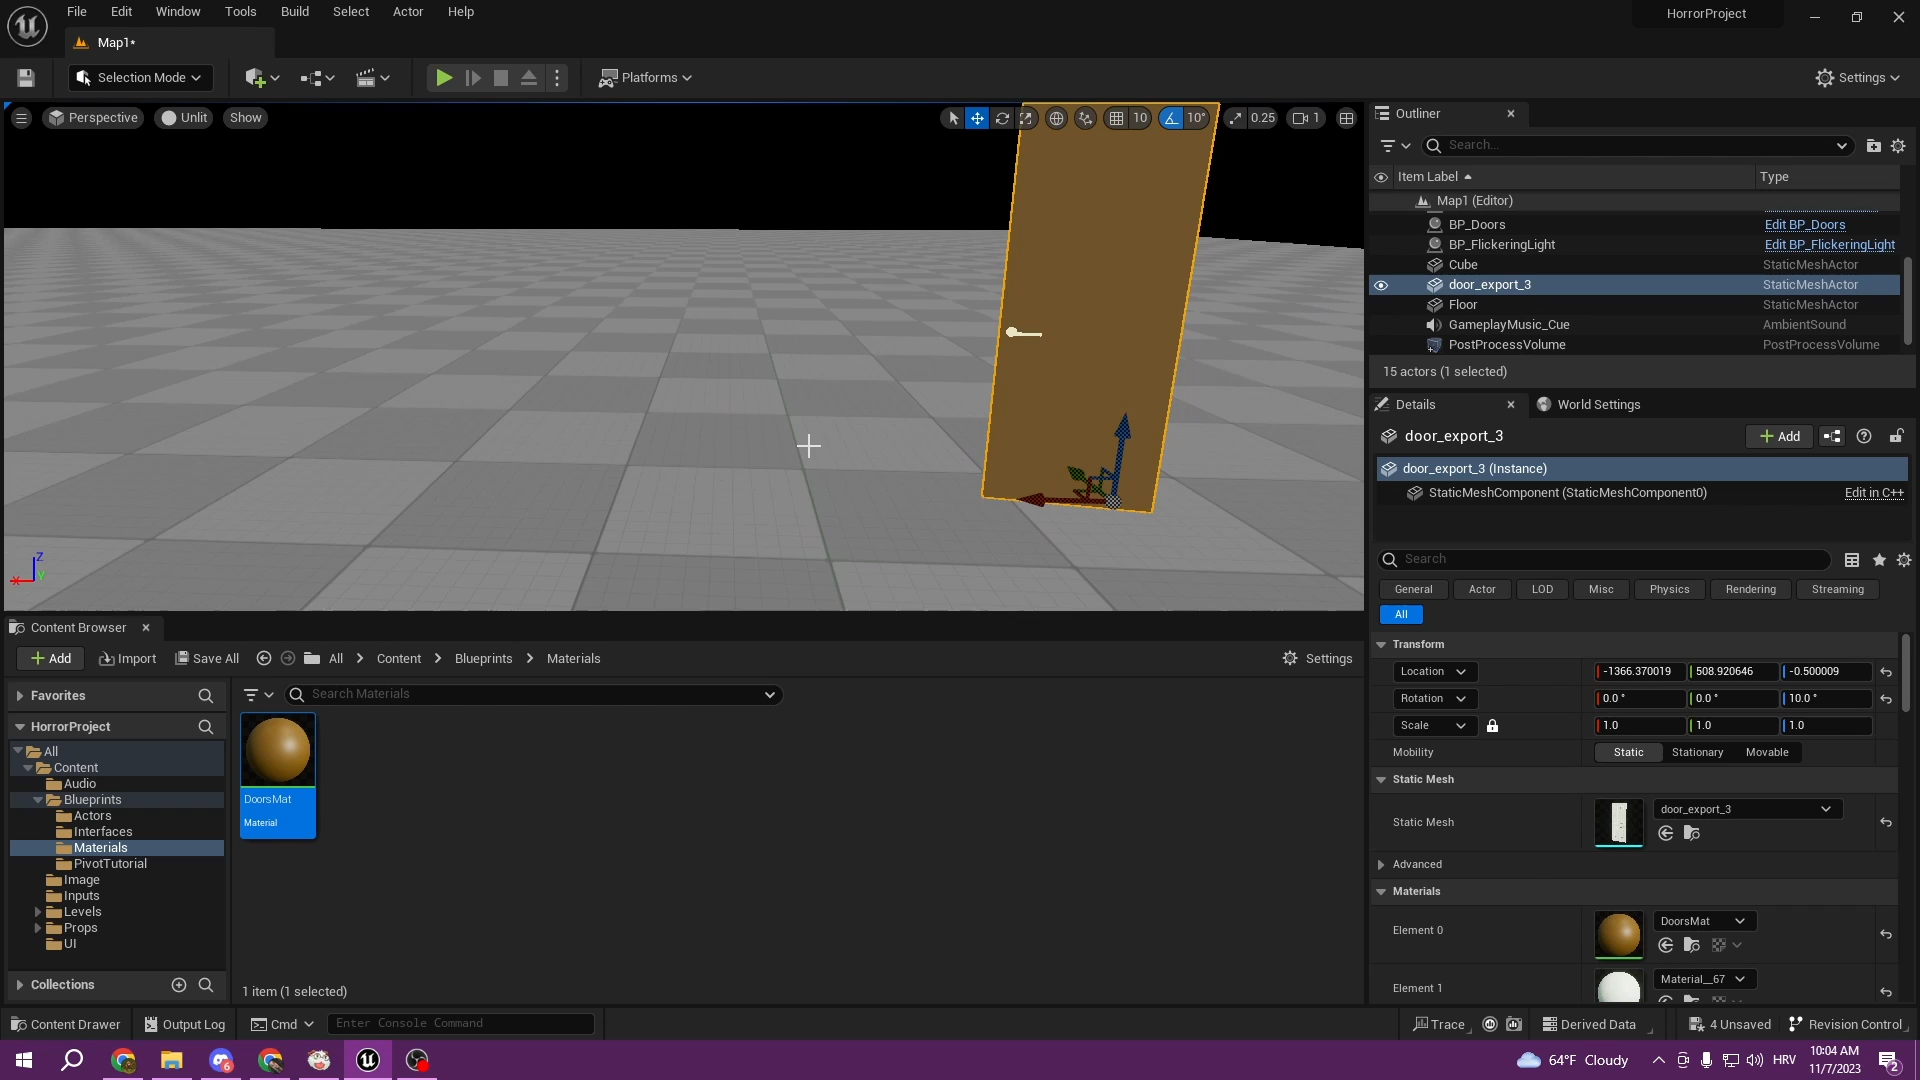 File Edit Window Tools Build Select Actor Help
HorrorProject
Map1*
Selection Mode
Platforms
Settings
Perspective
Unlit
Show
10
10°
0.25
1
Outliner
Search...
Item Label
Type
Map1 (Editor)
BP_Doors
Edit BP_Doors
BP_FlickeringLight
Edit BP_FlickeringLight
Cube
StaticMeshActor
door_export_3
StaticMeshActor
Floor
StaticMeshActor
GameplayMusic_Cue
AmbientSound
PostProcessVolume
PostProcessVolume
15 actors (1 selected)
Details
World Settings
door_export_3
Add
door_export_3 (Instance)
StaticMeshComponent (StaticMeshComponent0)
Edit in C++
Search
General
Actor
LOD
Misc
Physics
Rendering
Streaming
All
Transform
Location
-1366.370019
508.920646
-0.500009
Rotation
0.0 °
0.0 °
10.0 °
Scale
1.0
1.0
1.0
Mobility
Static
Stationary
Movable
Static Mesh
Static Mesh
door_export_3
Advanced
Materials
Element 0
DoorsMat
Element 1
Material__67
X
Y
Z
Content Browser
Add
Import
Save All
All
Content
Blueprints
Materials
Settings
Favorites
HorrorProject
All
Content
Audio
Blueprints
Actors
Interfaces
Materials
PivotTutorial
Image
Inputs
Levels
Props
UI
Collections
Search Materials
DoorsMat
Material
1 item (1 selected)
Content Drawer
Output Log
Cmd
Enter Console Command
Trace
Derived Data
4 Unsaved
Revision Control
6
64°F Cloudy
HRV
10:04 AM
11/7/2023
2